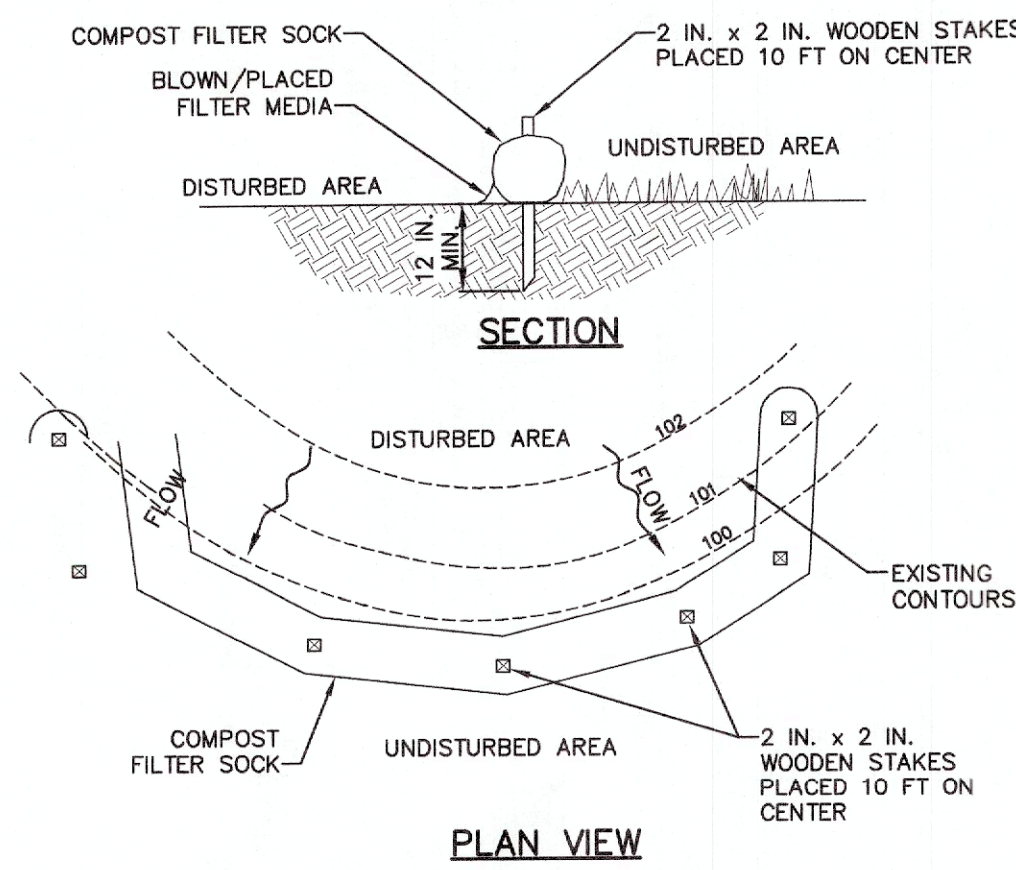 COMPOST FILTER SOCK
2 IN. x 2 IN. WOODEN STAKES
PLACED 10 FT ON CENTER
BLOWN/PLACED
FILTER MEDIA
UNDISTURBED AREA
DISTURBED AREA
12 IN.
MIN.
SECTION
DISTURBED AREA
102
FLOW
FLOW
101
100
EXISTING
CONTOURS
COMPOST
FILTER SOCK
UNDISTURBED AREA
2 IN. x 2 IN.
WOODEN STAKES
PLACED 10 FT ON
CENTER
PLAN VIEW